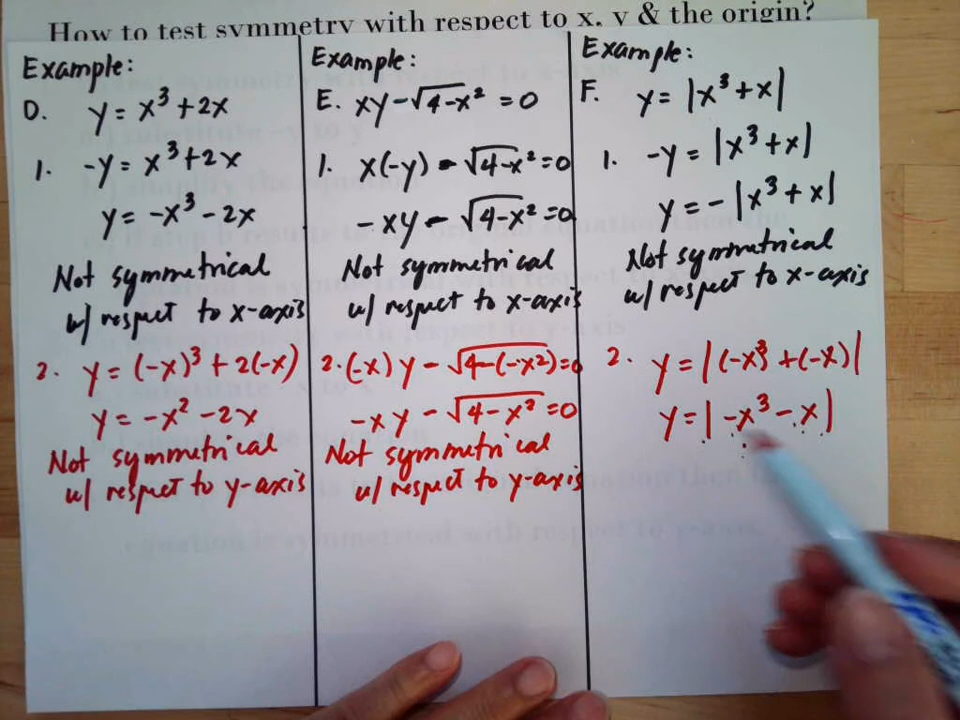 How to test symmetry with respect to x, y & the origin?
Example:
D. y = x³ + 2x
1. -y = x³ + 2x
y = -x³ - 2x
Not symmetrical
w/ respect to x-axis
2. y = (-x)³ + 2(-x)
y = -x² - 2x
Not symmetrical
w/ respect to y-axis
Example:
E. xy - √4-x² = 0
1. x(-y) - √4-x² = 0
-xy - √4-x² = 0
Not symmetrical
w/ respect to x-axis
2. (-x)y - √4-(-x²) = 0
-xy - √4-x² = 0
Not symmetrical
w/ respect to y-axis
Example:
F. y = |x³ + x|
1. -y = |x³ + x|
y = -|x³ + x|
Not symmetrical
w/ respect to x-axis
2. y = |(-x)³ + (-x)|
y = |-x³ - x|